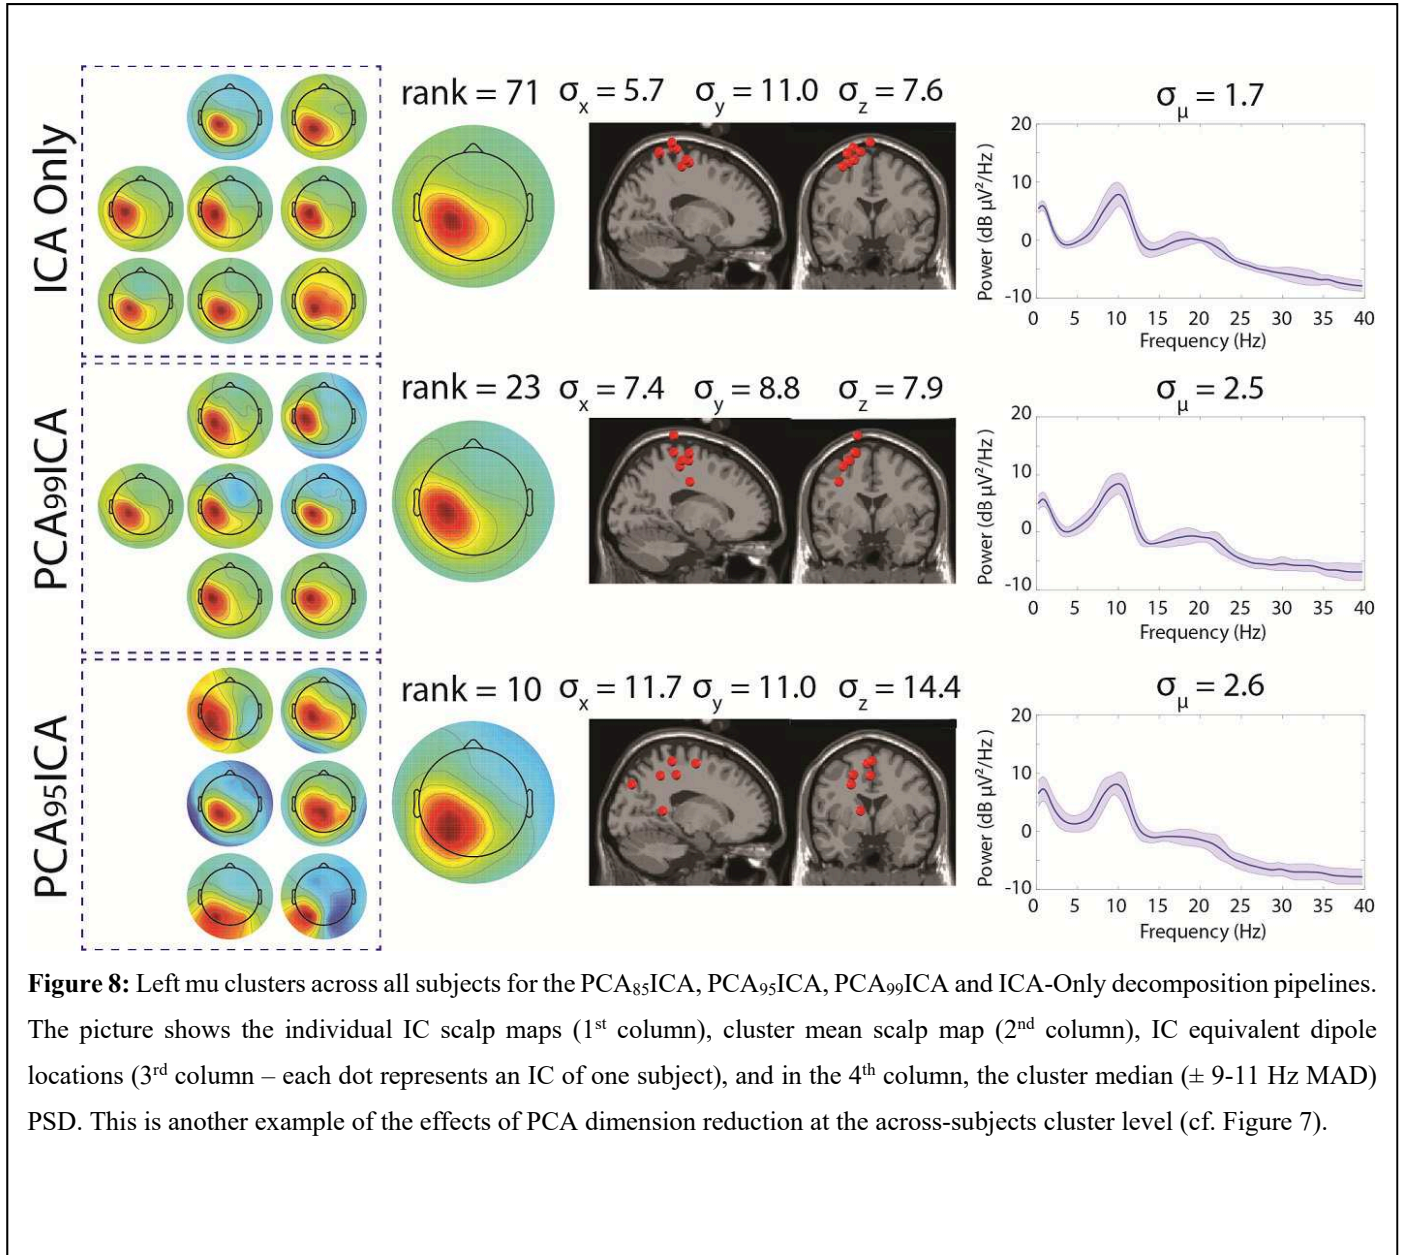 ICA Only
rank = 71 σx = 5.7 σy = 11.0 σz = 7.6
σμ = 1.7
20
10
0
-10
Power (dB μV²/Hz)
0 5 10 15 20 25 30 35 40
Frequency (Hz)
PCA99ICA
rank = 23 σx = 7.4 σy = 8.8 σz = 7.9
σμ = 2.5
20
10
0
-10
Power (dB μV²/Hz)
0 5 10 15 20 25 30 35 40
Frequency (Hz)
PCA95ICA
rank = 10 σx = 11.7 σy = 11.0 σz = 14.4
σμ = 2.6
20
10
0
-10
Power (dB μV²/Hz)
0 5 10 15 20 25 30 35 40
Frequency (Hz)
Figure 8: Left mu clusters across all subjects for the PCA₈₅ICA, PCA₉₅ICA, PCA₉₉ICA and ICA-Only decomposition pipelines.
The picture shows the individual IC scalp maps (1st column), cluster mean scalp map (2nd column), IC equivalent dipole
locations (3rd column – each dot represents an IC of one subject), and in the 4th column, the cluster median (± 9-11 Hz MAD)
PSD. This is another example of the effects of PCA dimension reduction at the across-subjects cluster level (cf. Figure 7).